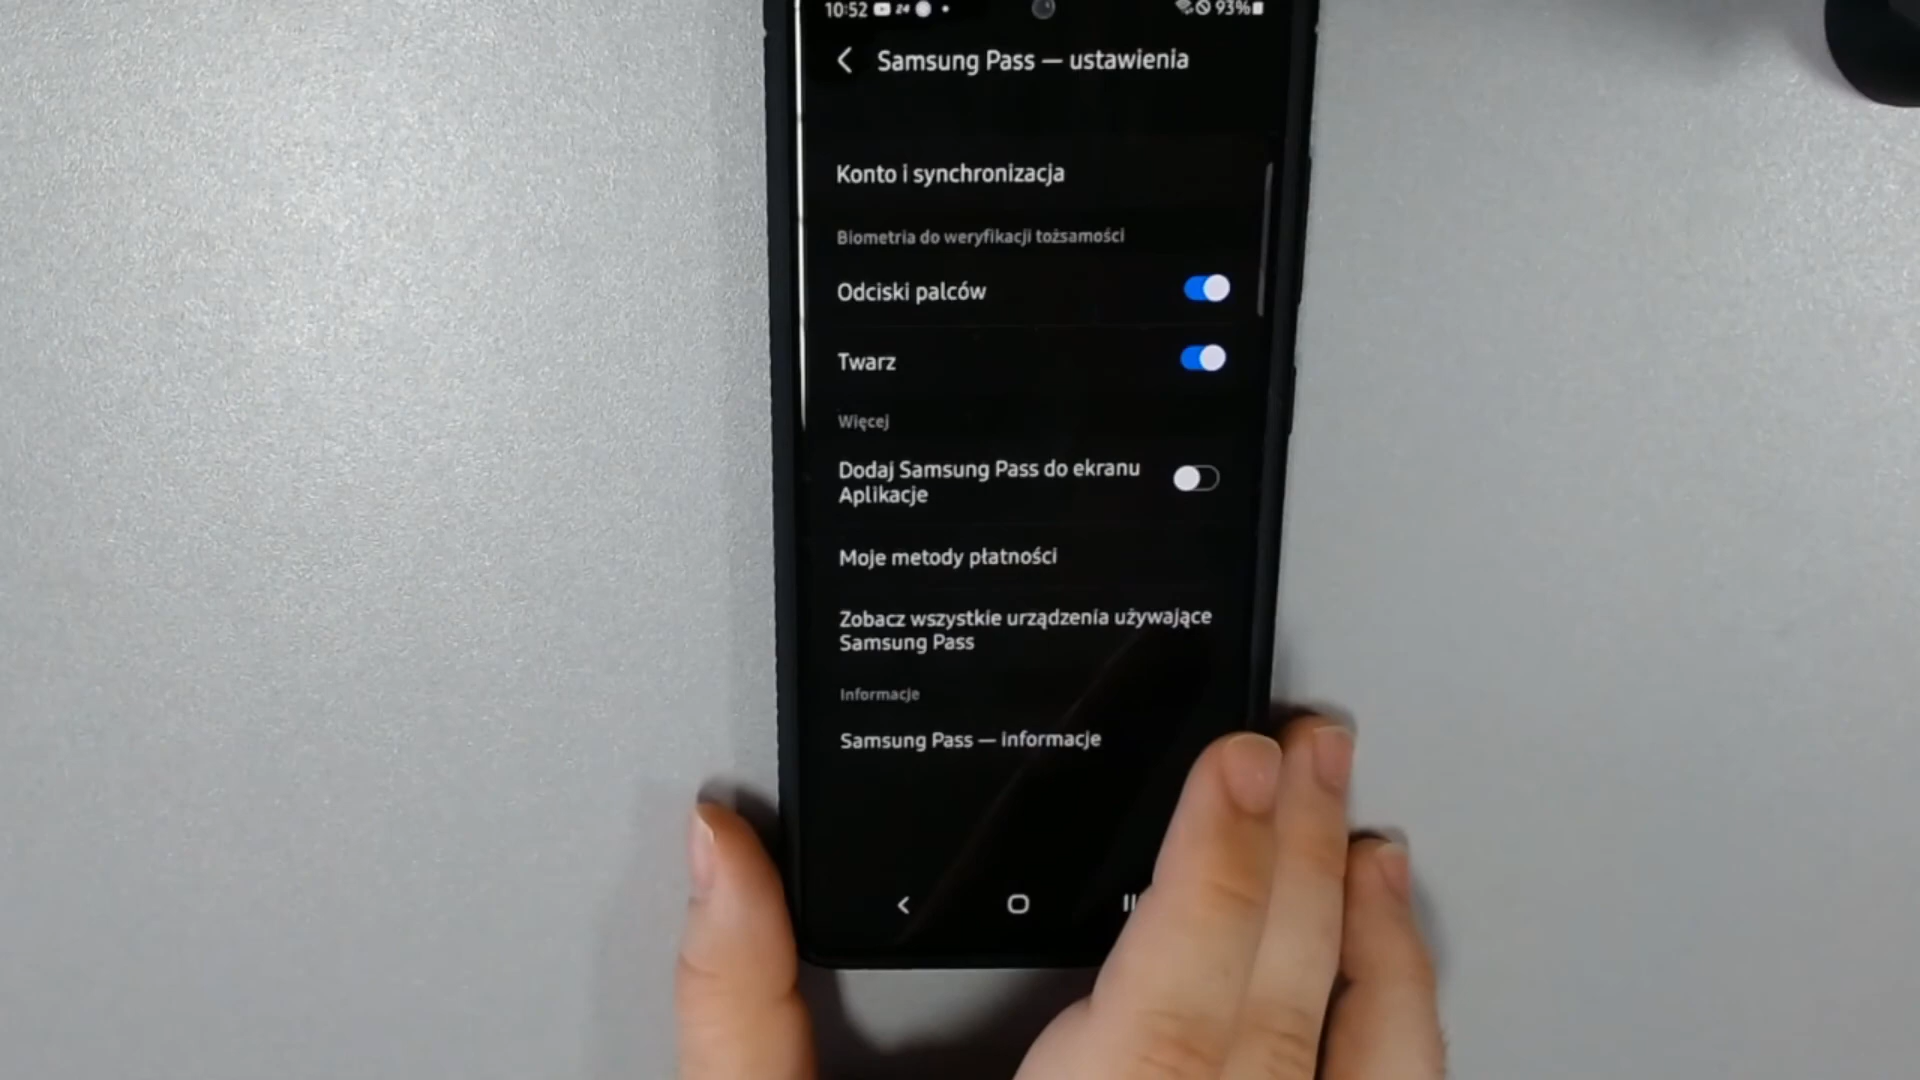 10:52 24 93%
Samsung Pass — ustawienia
Konto i synchronizacja
Biometria do weryfikacji tożsamości
Odciski palców
Twarz
Więcej
Dodaj Samsung Pass do ekranu
Aplikacje
Moje metody płatności
Zobacz wszystkie urządzenia używające
Samsung Pass
Informacje
Samsung Pass — informacje